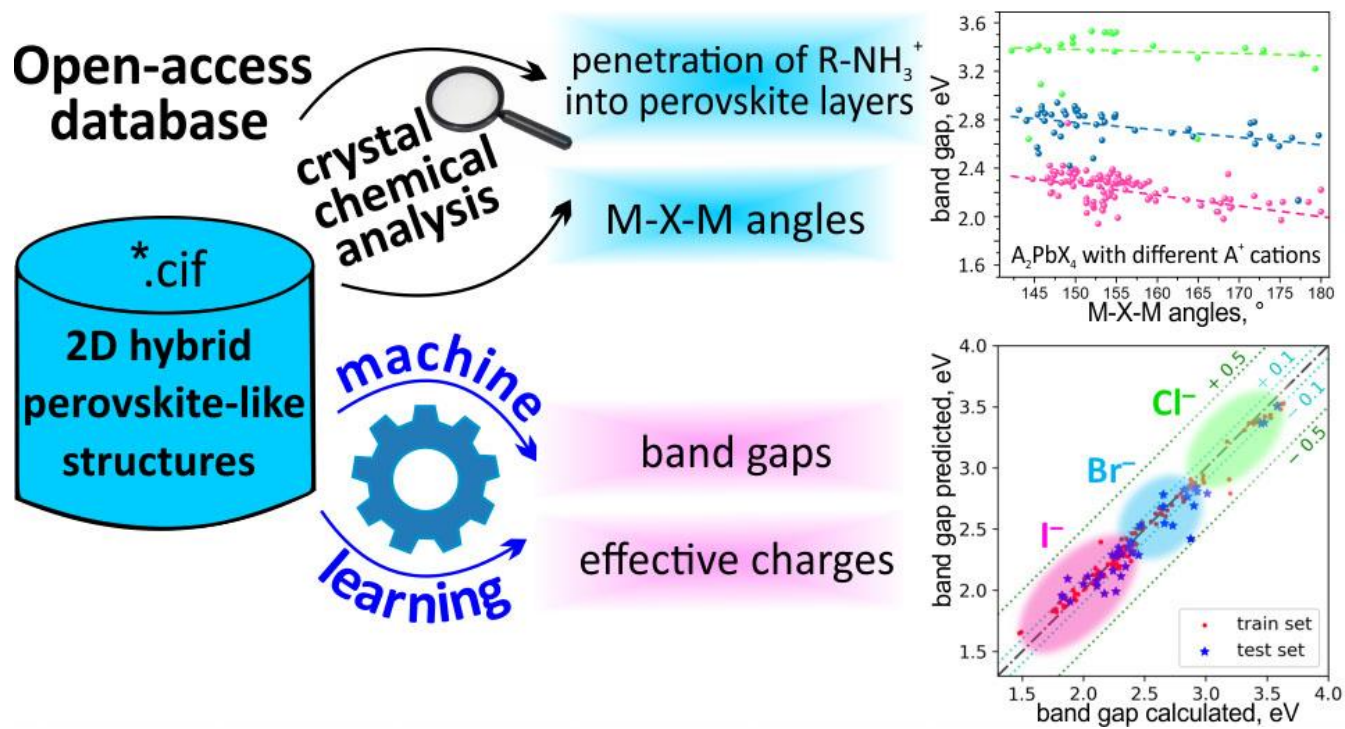 Open-access
database
*.cif
2D hybrid
perovskite-like
structures
crystal
chemical
analysis
penetration of R-NH₃⁺
into perovskite layers
M-X-M angles
machine
learning
band gaps
effective charges
band gap, eV
3.6
3.2
2.8
2.4
2.0
1.6
A₂PbX₄ with different A⁺ cations
145 150 155 160 165 170 175 180
M-X-M angles, °
band gap predicted, eV
4.0
3.5
3.0
2.5
2.0
1.5
+ 0.5
+ 0.1
− 0.1
− 0.5
Cl⁻
Br⁻
I⁻
train set
test set
1.5 2.0 2.5 3.0 3.5 4.0
band gap calculated, eV